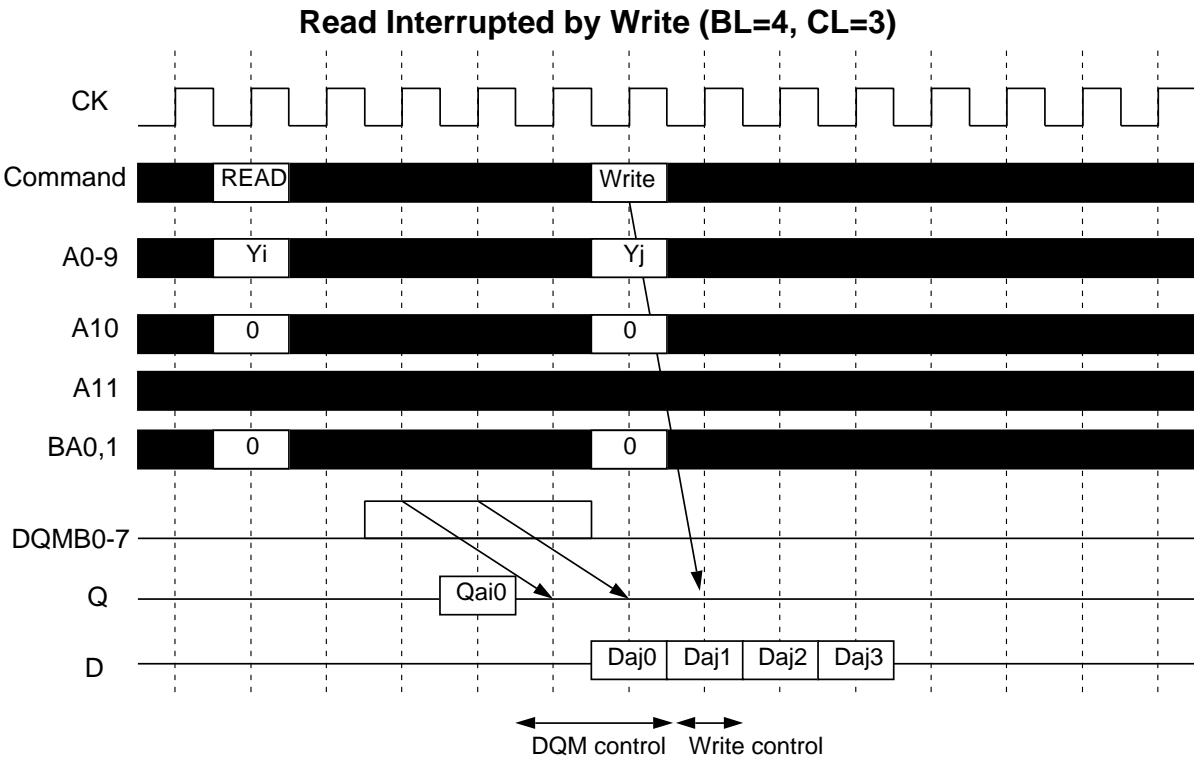 Read Interrupted by Write (BL=4, CL=3)
CK
Command READ Write
A0-9 Yi Yj
A10 0 0
A11
BA0,1 0 0
DQMB0-7
Q Qai0
D Daj0 Daj1 Daj2 Daj3
DQM control Write control